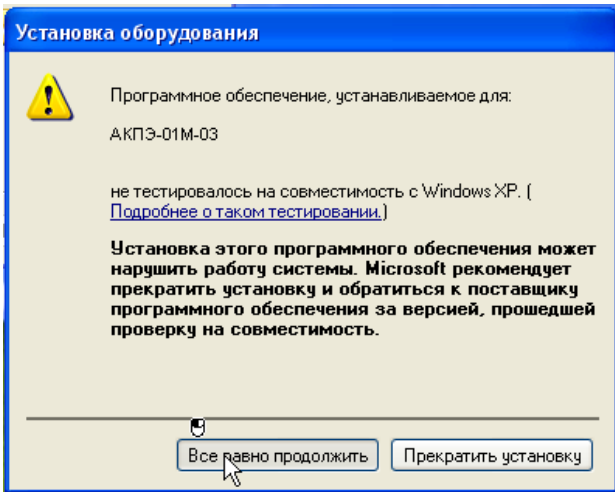 Установка оборудования
Программное обеспечение, устанавливаемое для:
АКПЭ-01М-03
не тестировалось на совместимость с Windows XP. (
Подробнее о таком тестировании.)
Установка этого программного обеспечения может
нарушить работу системы. Microsoft рекомендует
прекратить установку и обратиться к поставщику
программного обеспечения за версией, прошедшей
проверку на совместимость.
Все равно продолжить
Прекратить установку